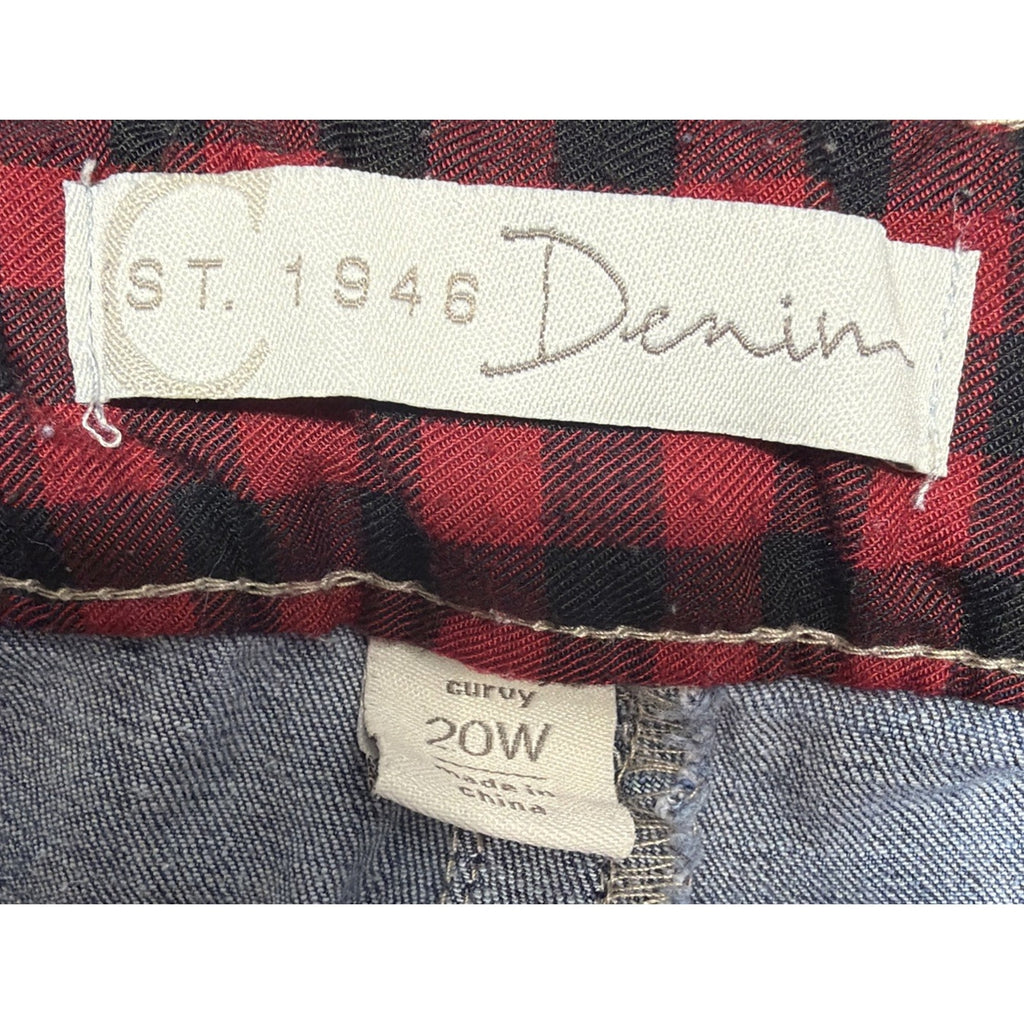 C ST. 1946 Denim
curvy
20W
made in
china